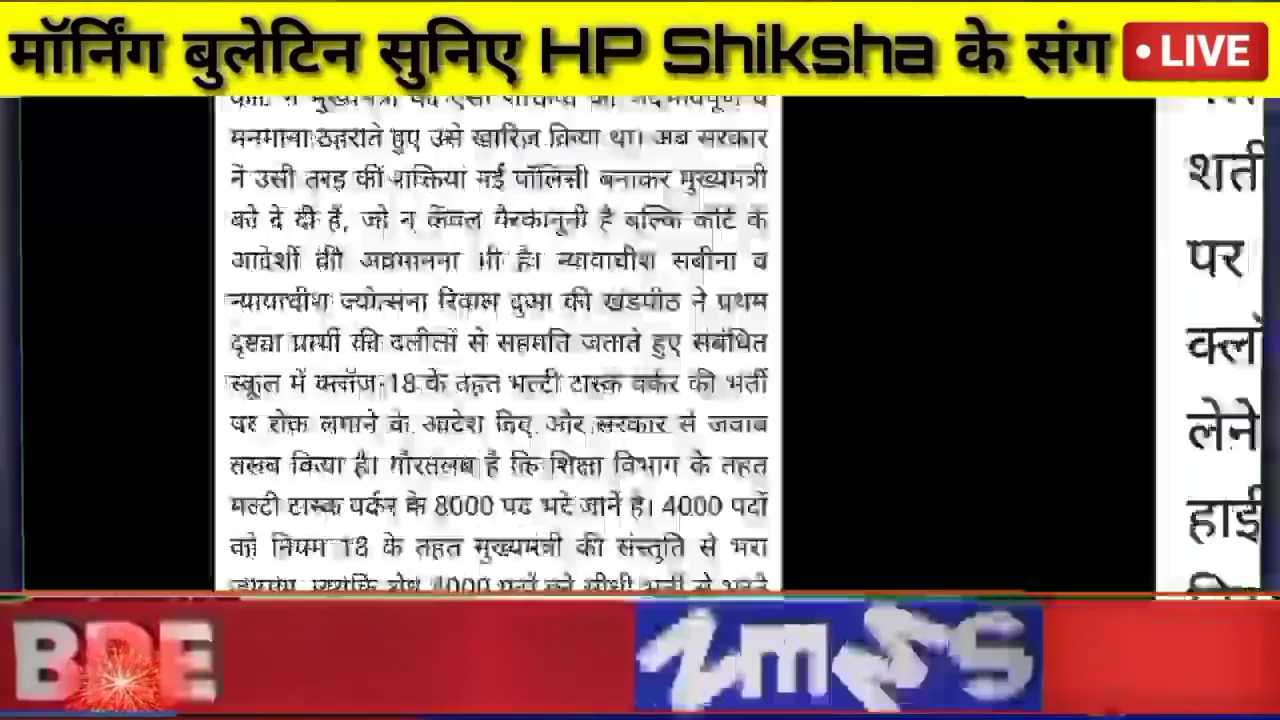 मॉर्निंग बुलेटिन सुनिए HP Shiksha के संग • LIVE
मनमाना ठहराते हुए उसे खारिज किया था। अब सरकार
ने उसी तरह की शक्तियां नई पॉलिसी बनाकर मुख्यमंत्री
को दे दी हैं, जो न केवल गैरकानूनी है बल्कि कोर्ट के
आदेशों की अवमानना भी है। न्यायाधीश सबीना व
न्यायाधीश ज्योत्सना रिवाल दुआ की खंडपीठ ने प्रथम
दृष्टया प्रार्थी की दलीलों से सहमति जताते हुए संबंधित
स्कूल में क्लॉज-18 के तहत मल्टी टास्क वर्कर की भर्ती
पर रोक लगाने के आदेश दिए और सरकार से जवाब
तलब किया है। गौरतलब है कि शिक्षा विभाग के तहत
मल्टी टास्क वर्कर के 8000 पद भरे जाने है। 4000 पदों
को नियम 18 के तहत मुख्यमंत्री की संस्तुति से भरा
शर्त
पर
क्लॉ
लेने
हाई